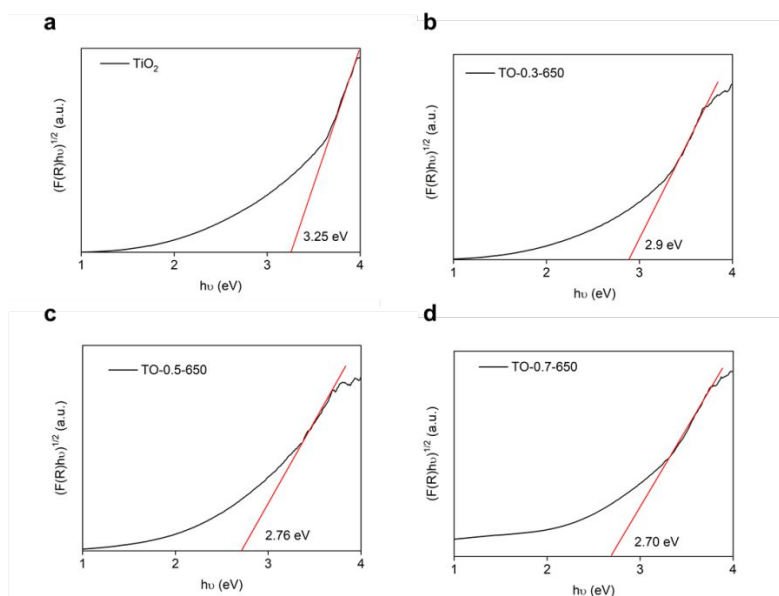 a
TiO₂
(F(R)hυ)^1/2 (a.u.)
3.25 eV
1 2 3 4
hυ (eV)
b
TO-0.3-650
(F(R)hυ)^1/2 (a.u.)
2.9 eV
1 2 3 4
hυ (eV)
c
TO-0.5-650
(F(R)hυ)^1/2 (a.u.)
2.76 eV
1 2 3 4
hυ (eV)
d
TO-0.7-650
(F(R)hυ)^1/2 (a.u.)
2.70 eV
1 2 3 4
hυ (eV)